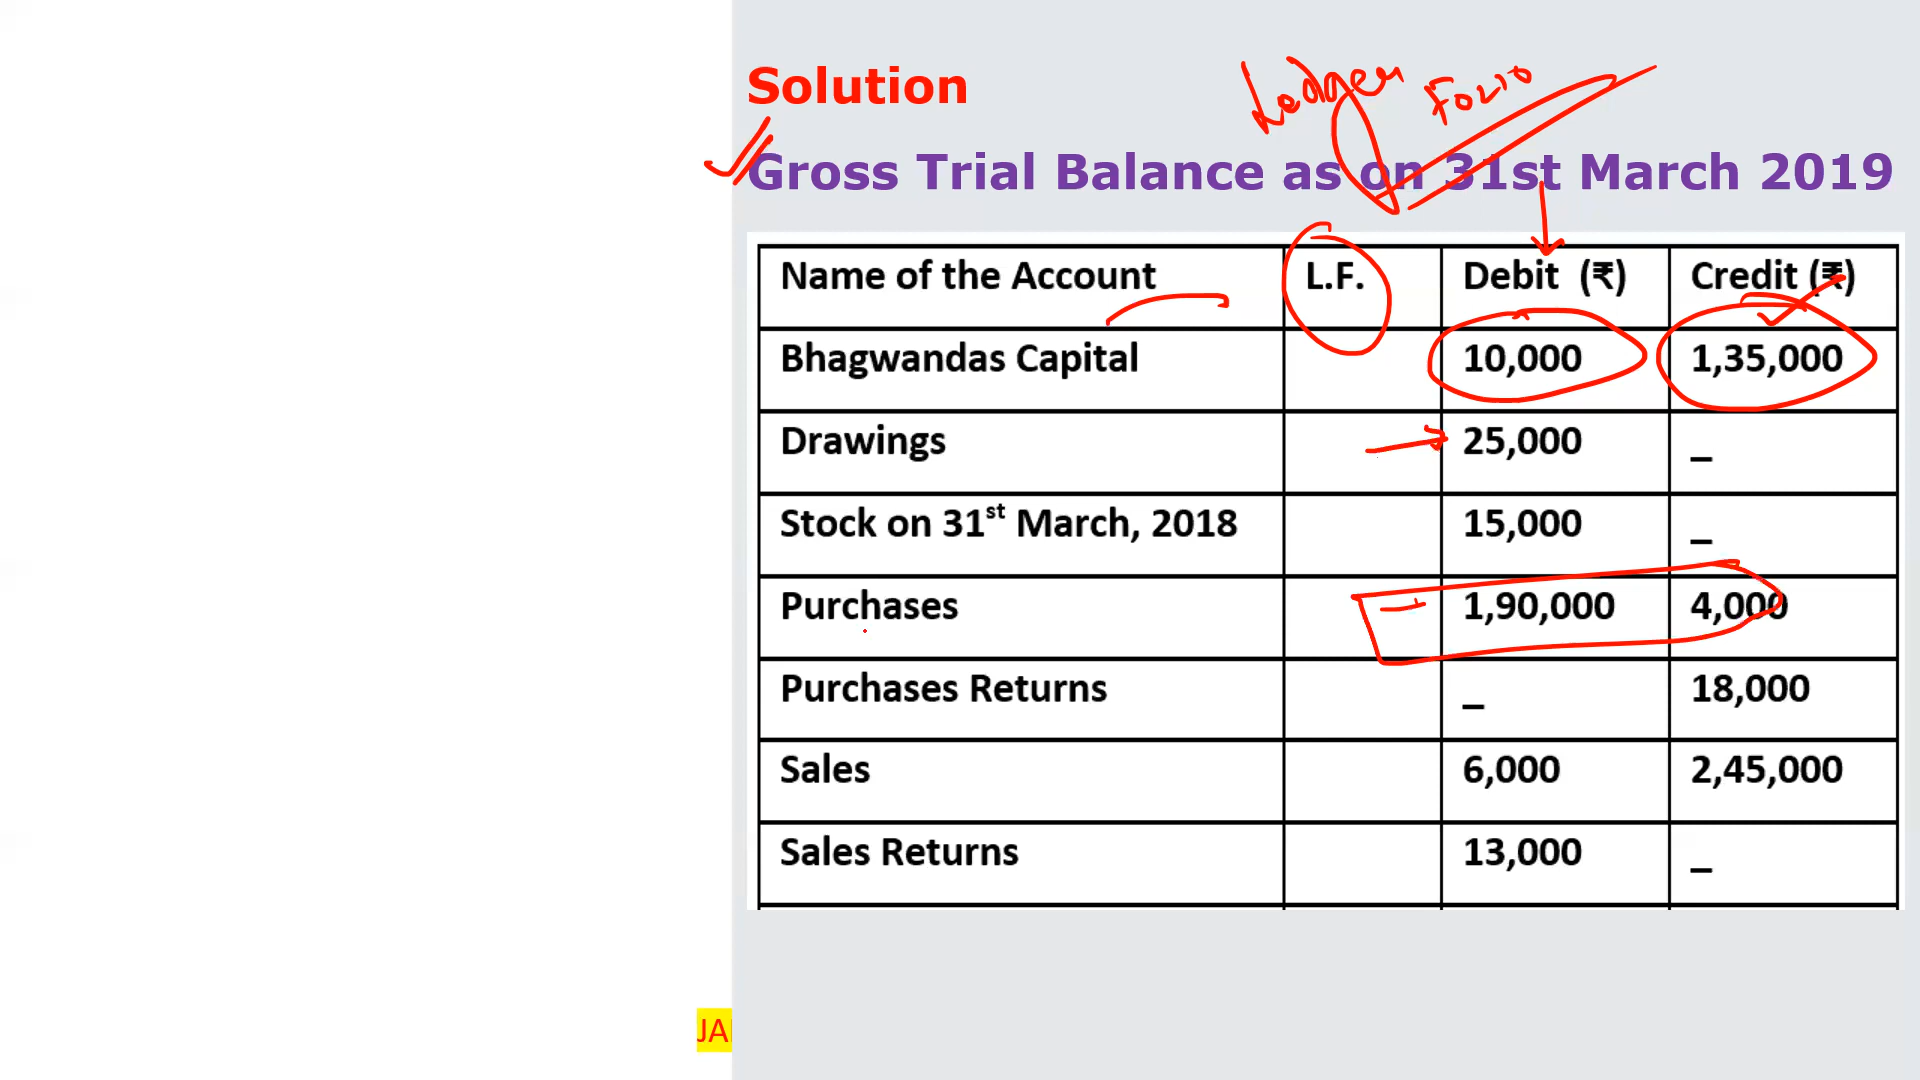 Solution
Ledger Folio
Gross Trial Balance as on 31st March 2019
Name of the Account L.F. Debit (₹) Credit (₹)
Bhagwandas Capital 10,000 1,35,000
Drawings 25,000 –
Stock on 31st March, 2018 15,000 –
Purchases 1,90,000 4,000
Purchases Returns – 18,000
Sales 6,000 2,45,000
Sales Returns 13,000 –
JAI